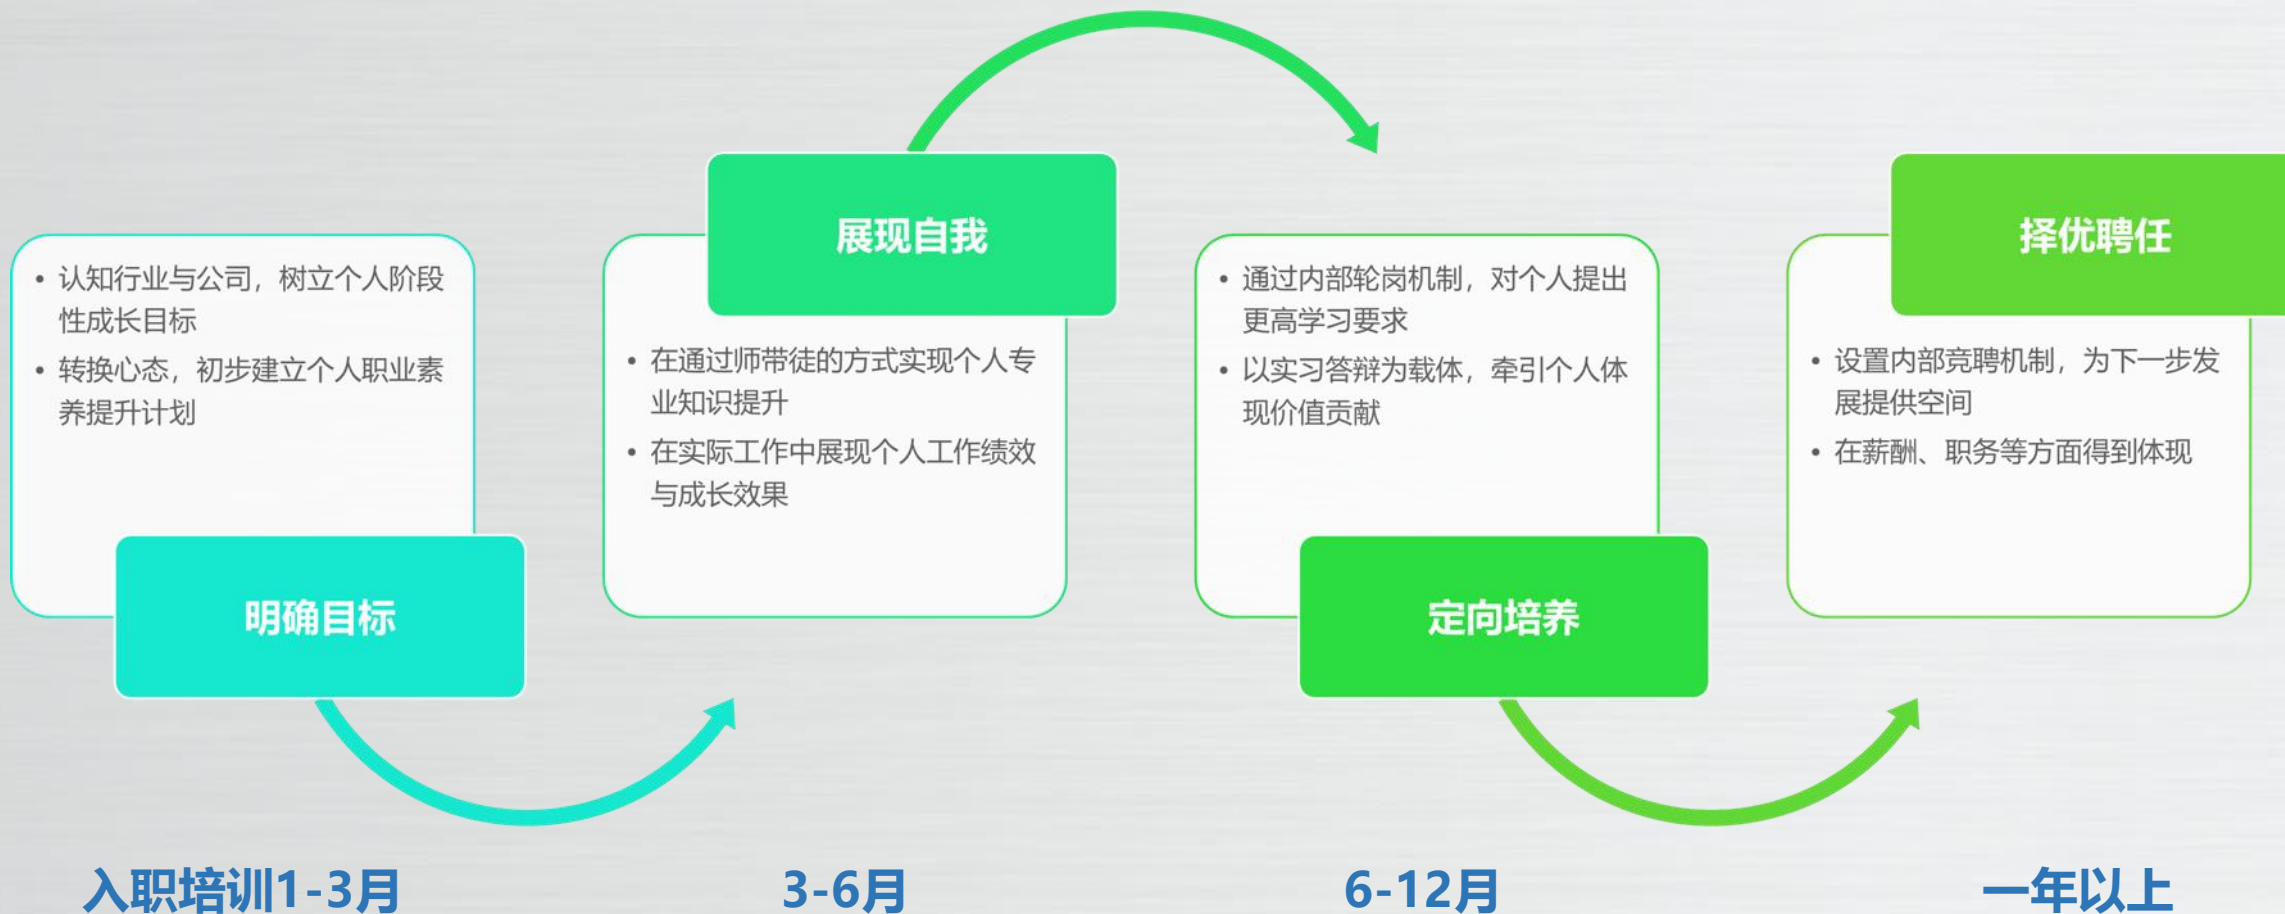 • 认知行业与公司，树立个人阶段
性成长目标
• 转换心态，初步建立个人职业素
养提升计划
明确目标
入职培训1-3月
展现自我
• 在通过师带徒的方式实现个人专
业知识提升
• 在实际工作中展现个人工作绩效
与成长效果
3-6月
• 通过内部轮岗机制，对个人提出
更高学习要求
• 以实习答辩为载体，牵引个人体
现价值贡献
定向培养
6-12月
择优聘任
• 设置内部竞聘机制，为下一步发
展提供空间
• 在薪酬、职务等方面得到体现
一年以上